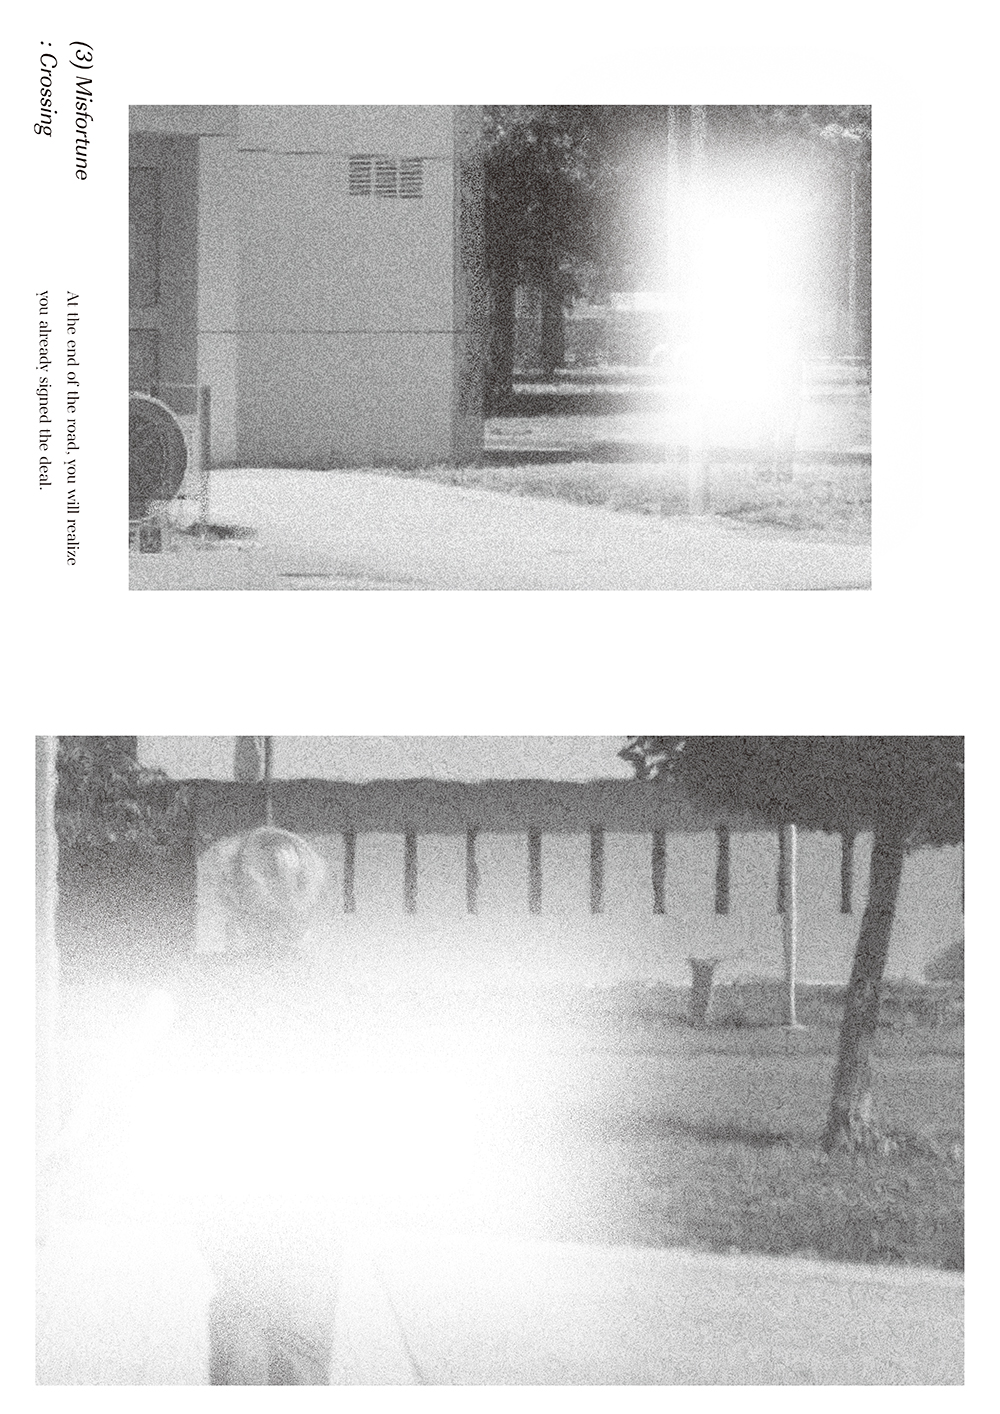 (3) Misfortune
: Crossing
At the end of the road, you will realize
you already signed the deal.